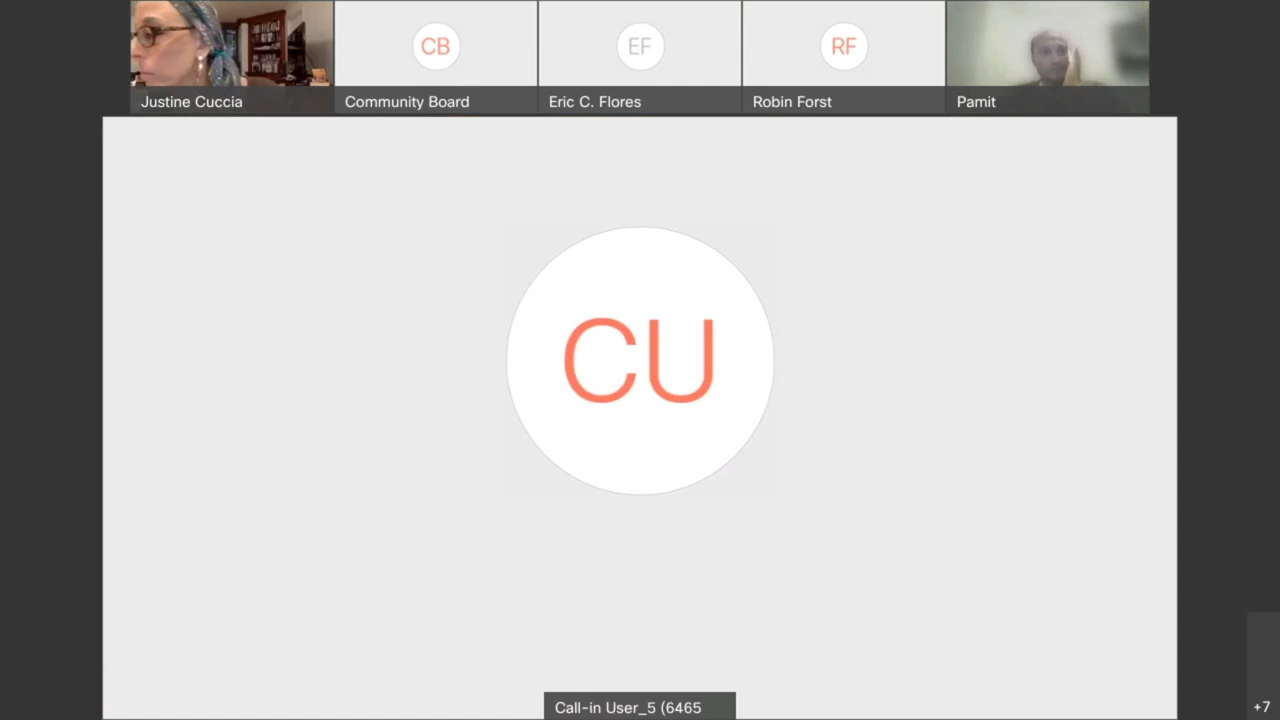 CB
EF
RF
Justine Cuccia
Community Board
Eric C. Flores
Robin Forst
Pamit
CU
Call-in User_5 (6465
+7